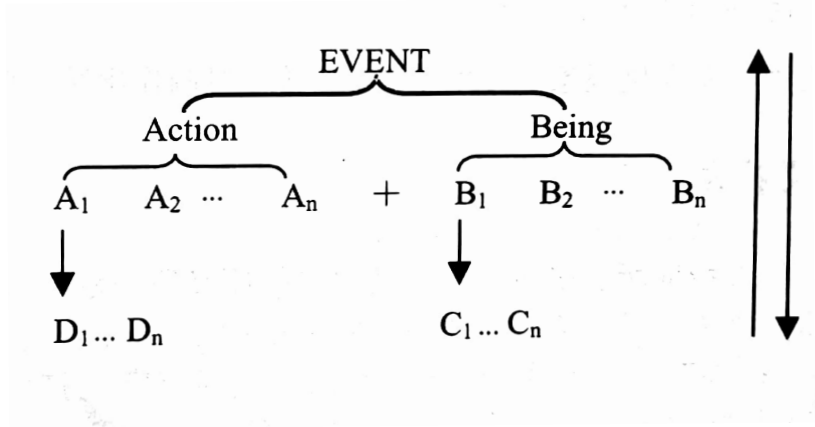 EVENT
Action Being
A₁ A₂ ... Aₙ + B₁ B₂ ... Bₙ
D₁... Dₙ C₁... Cₙ